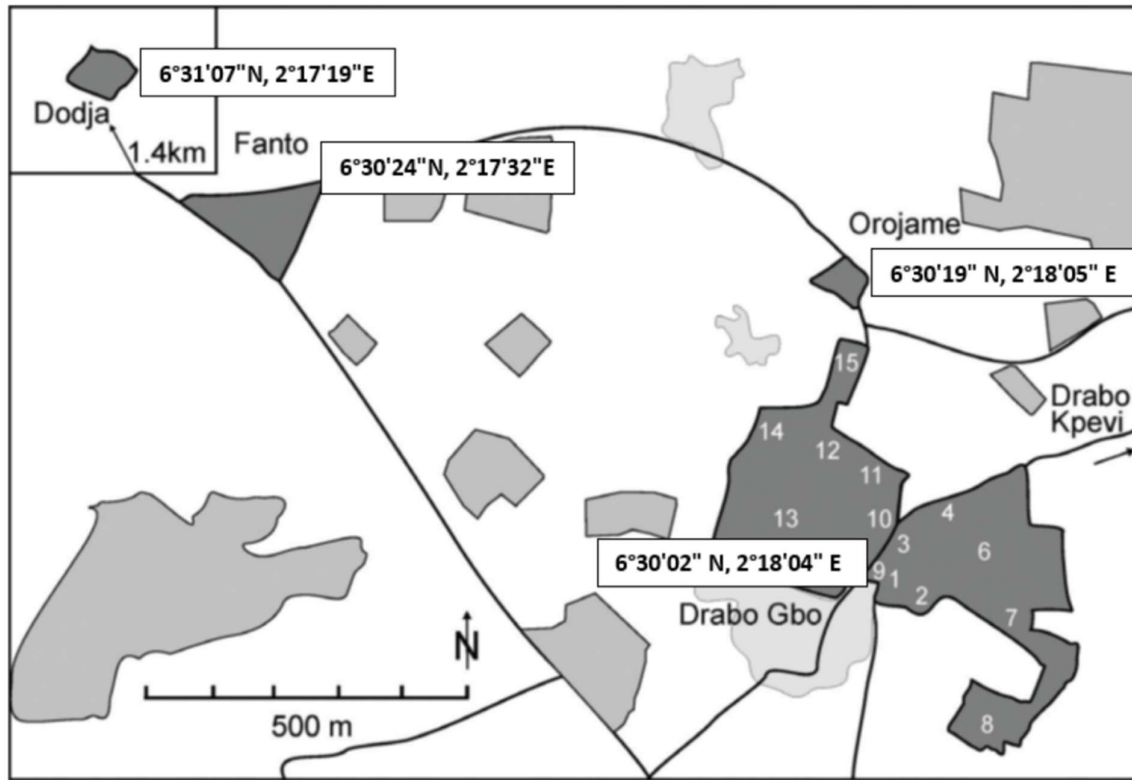 6°31'07"N, 2°17'19"E
Dodja
1.4km
Fanto
6°30'24"N, 2°17'32"E
Orojame
6°30'19" N, 2°18'05" E
15
Drabo
Kpevi
14
12
11
13
10
4
3
6
6°30'02" N, 2°18'04" E
9
1
2
7
Drabo Gbo
N
500 m
8